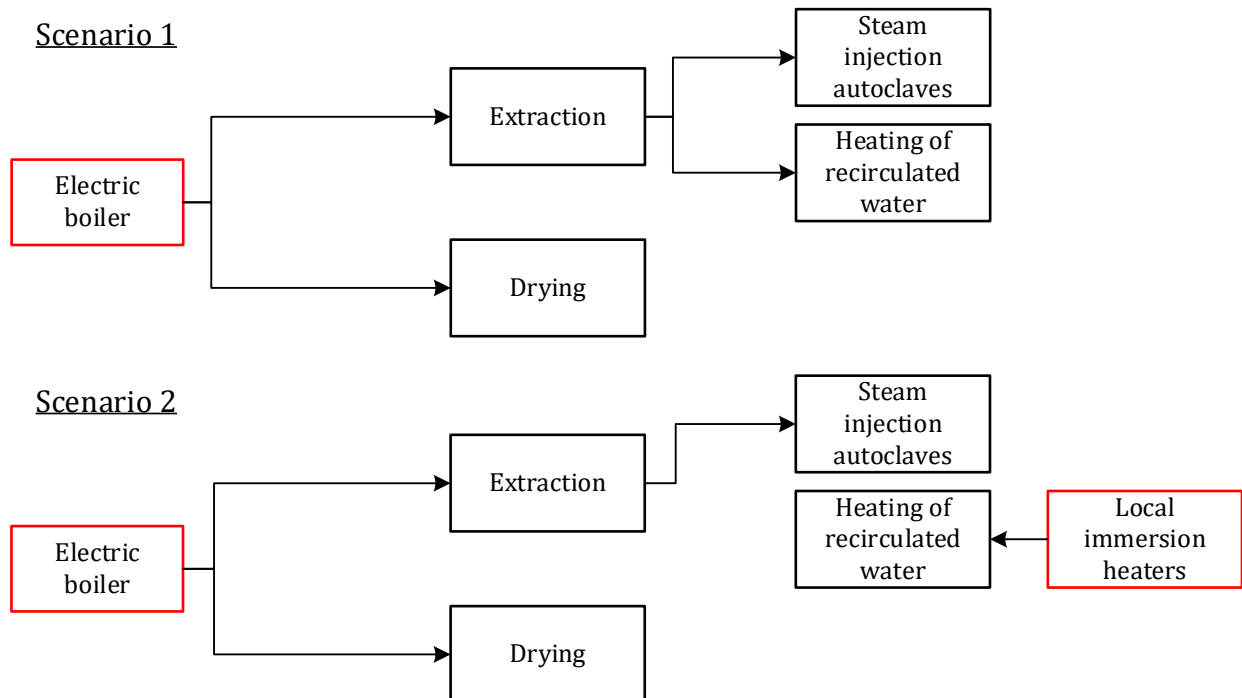 Scenario 1
Steam
injection
autoclaves
Extraction
Heating of
recirculated
water
Electric
boiler
Drying
Scenario 2
Steam
injection
autoclaves
Extraction
Heating of
recirculated
water
Local
immersion
heaters
Electric
boiler
Drying